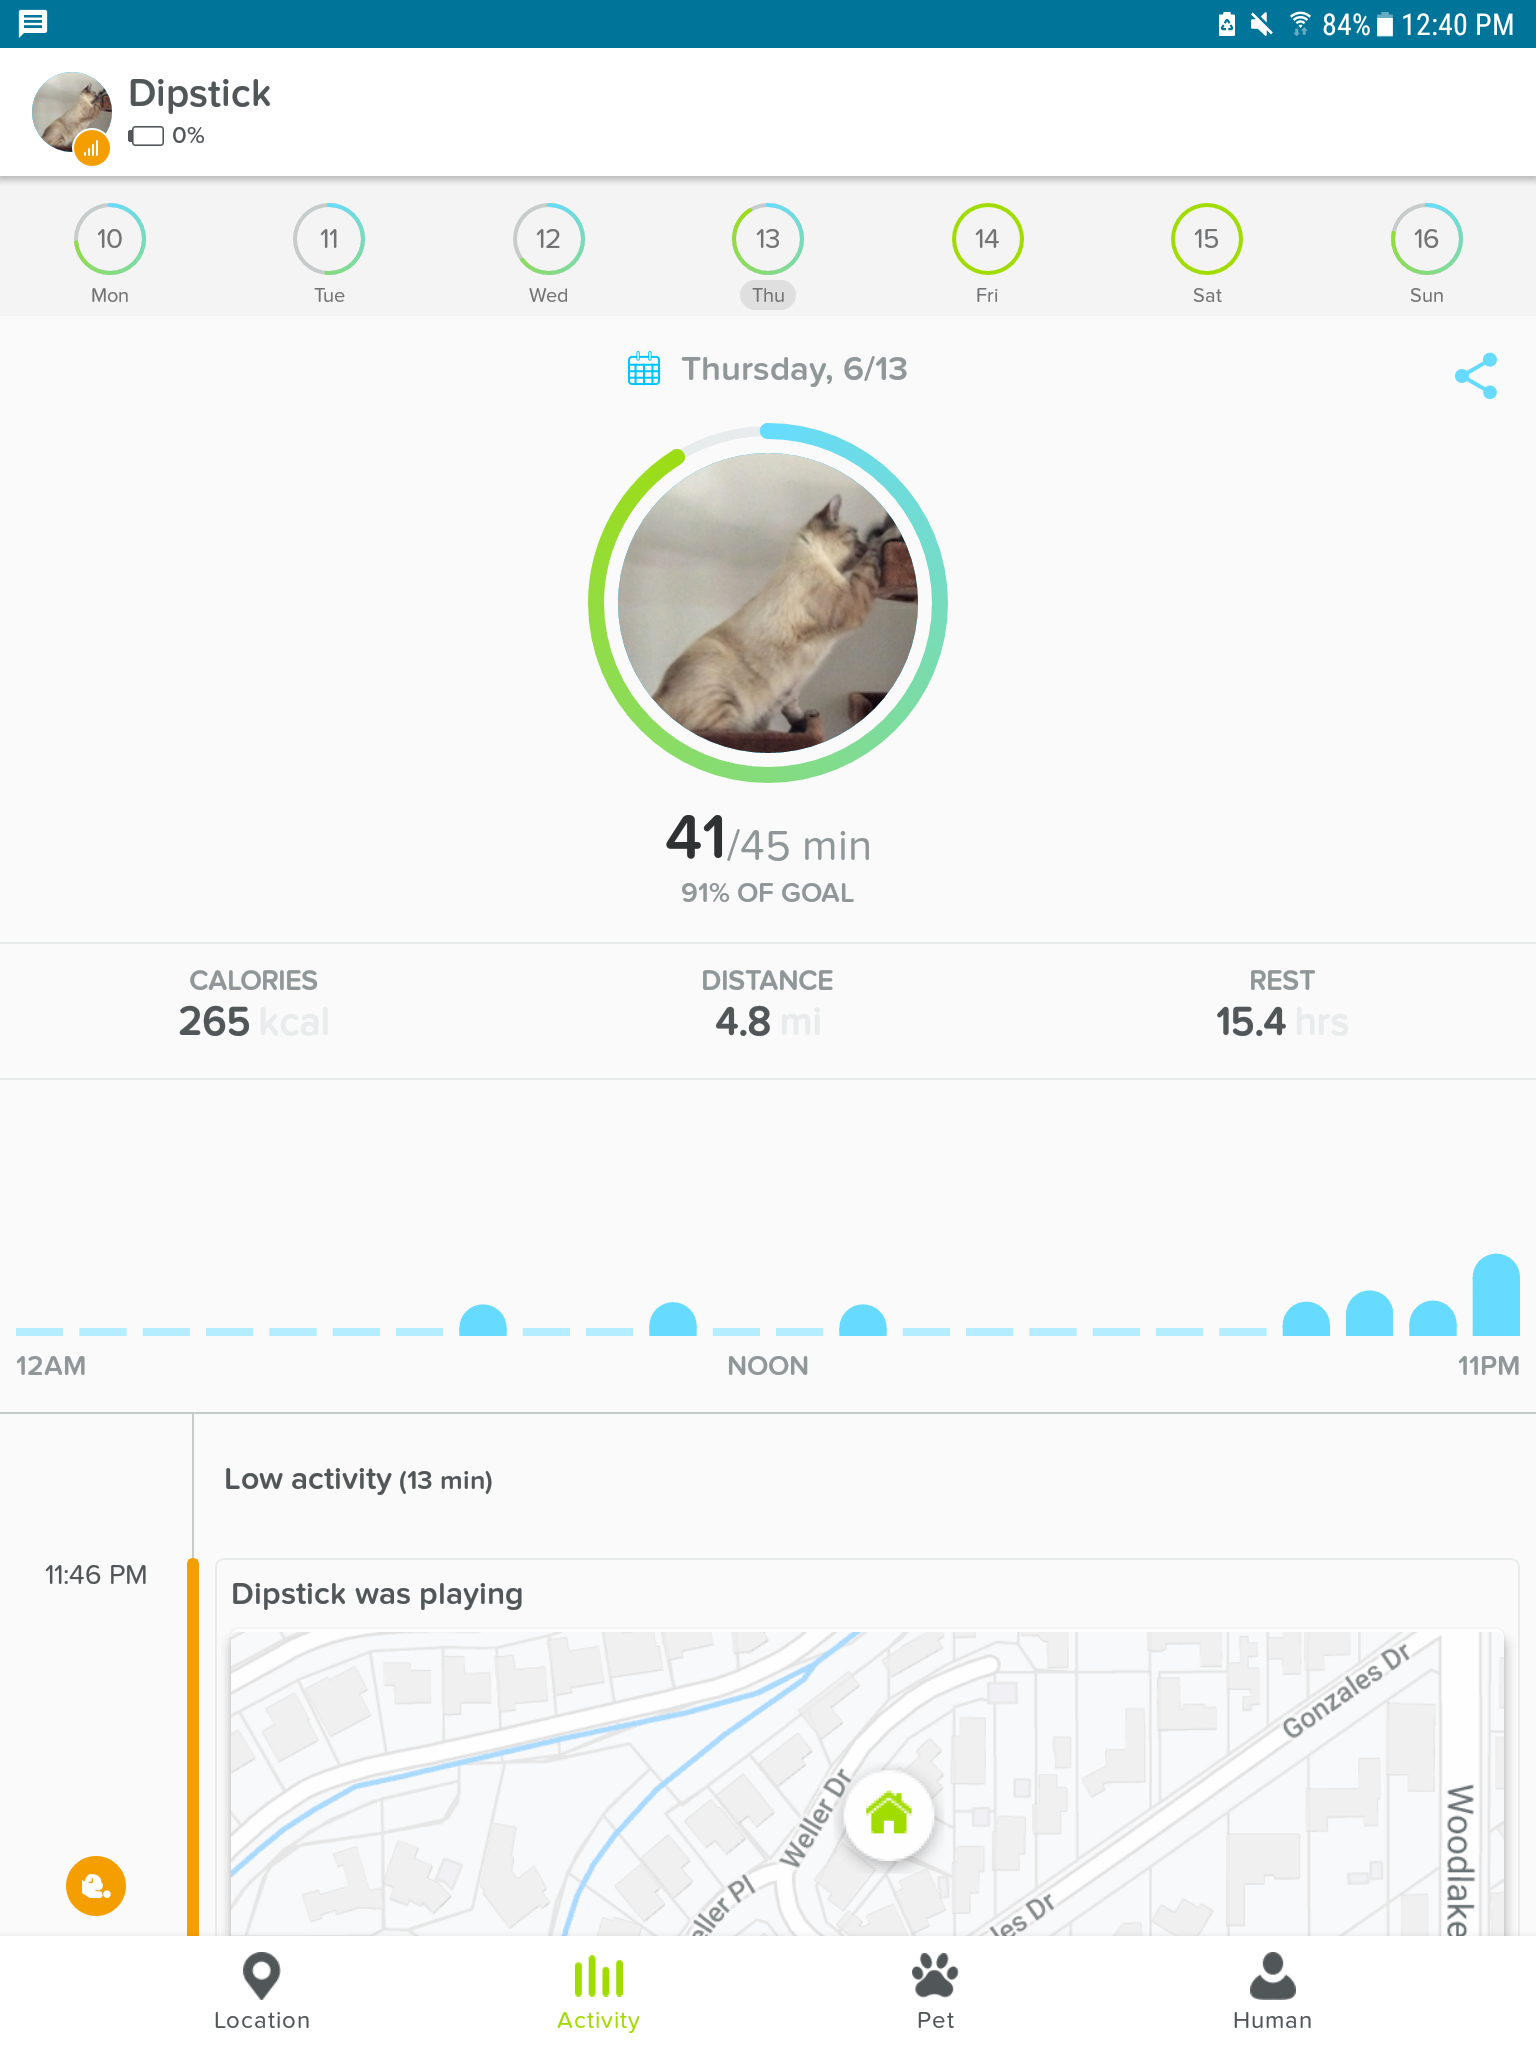 84% 12:40 PM
Dipstick
0%
10 11 12 13 14 15 16
Mon Tue Wed Thu Fri Sat Sun
Thursday, 6/13
41/45 min
91% OF GOAL
CALORIES DISTANCE REST
265 kcal 4.8 mi 15.4 hrs
12AM NOON 11PM
Low activity (13 min)
11:46 PM
Dipstick was playing
Gonzales Dr
Weller Dr
Woodlake
eller Pl
les Dr
Location Activity Pet Human